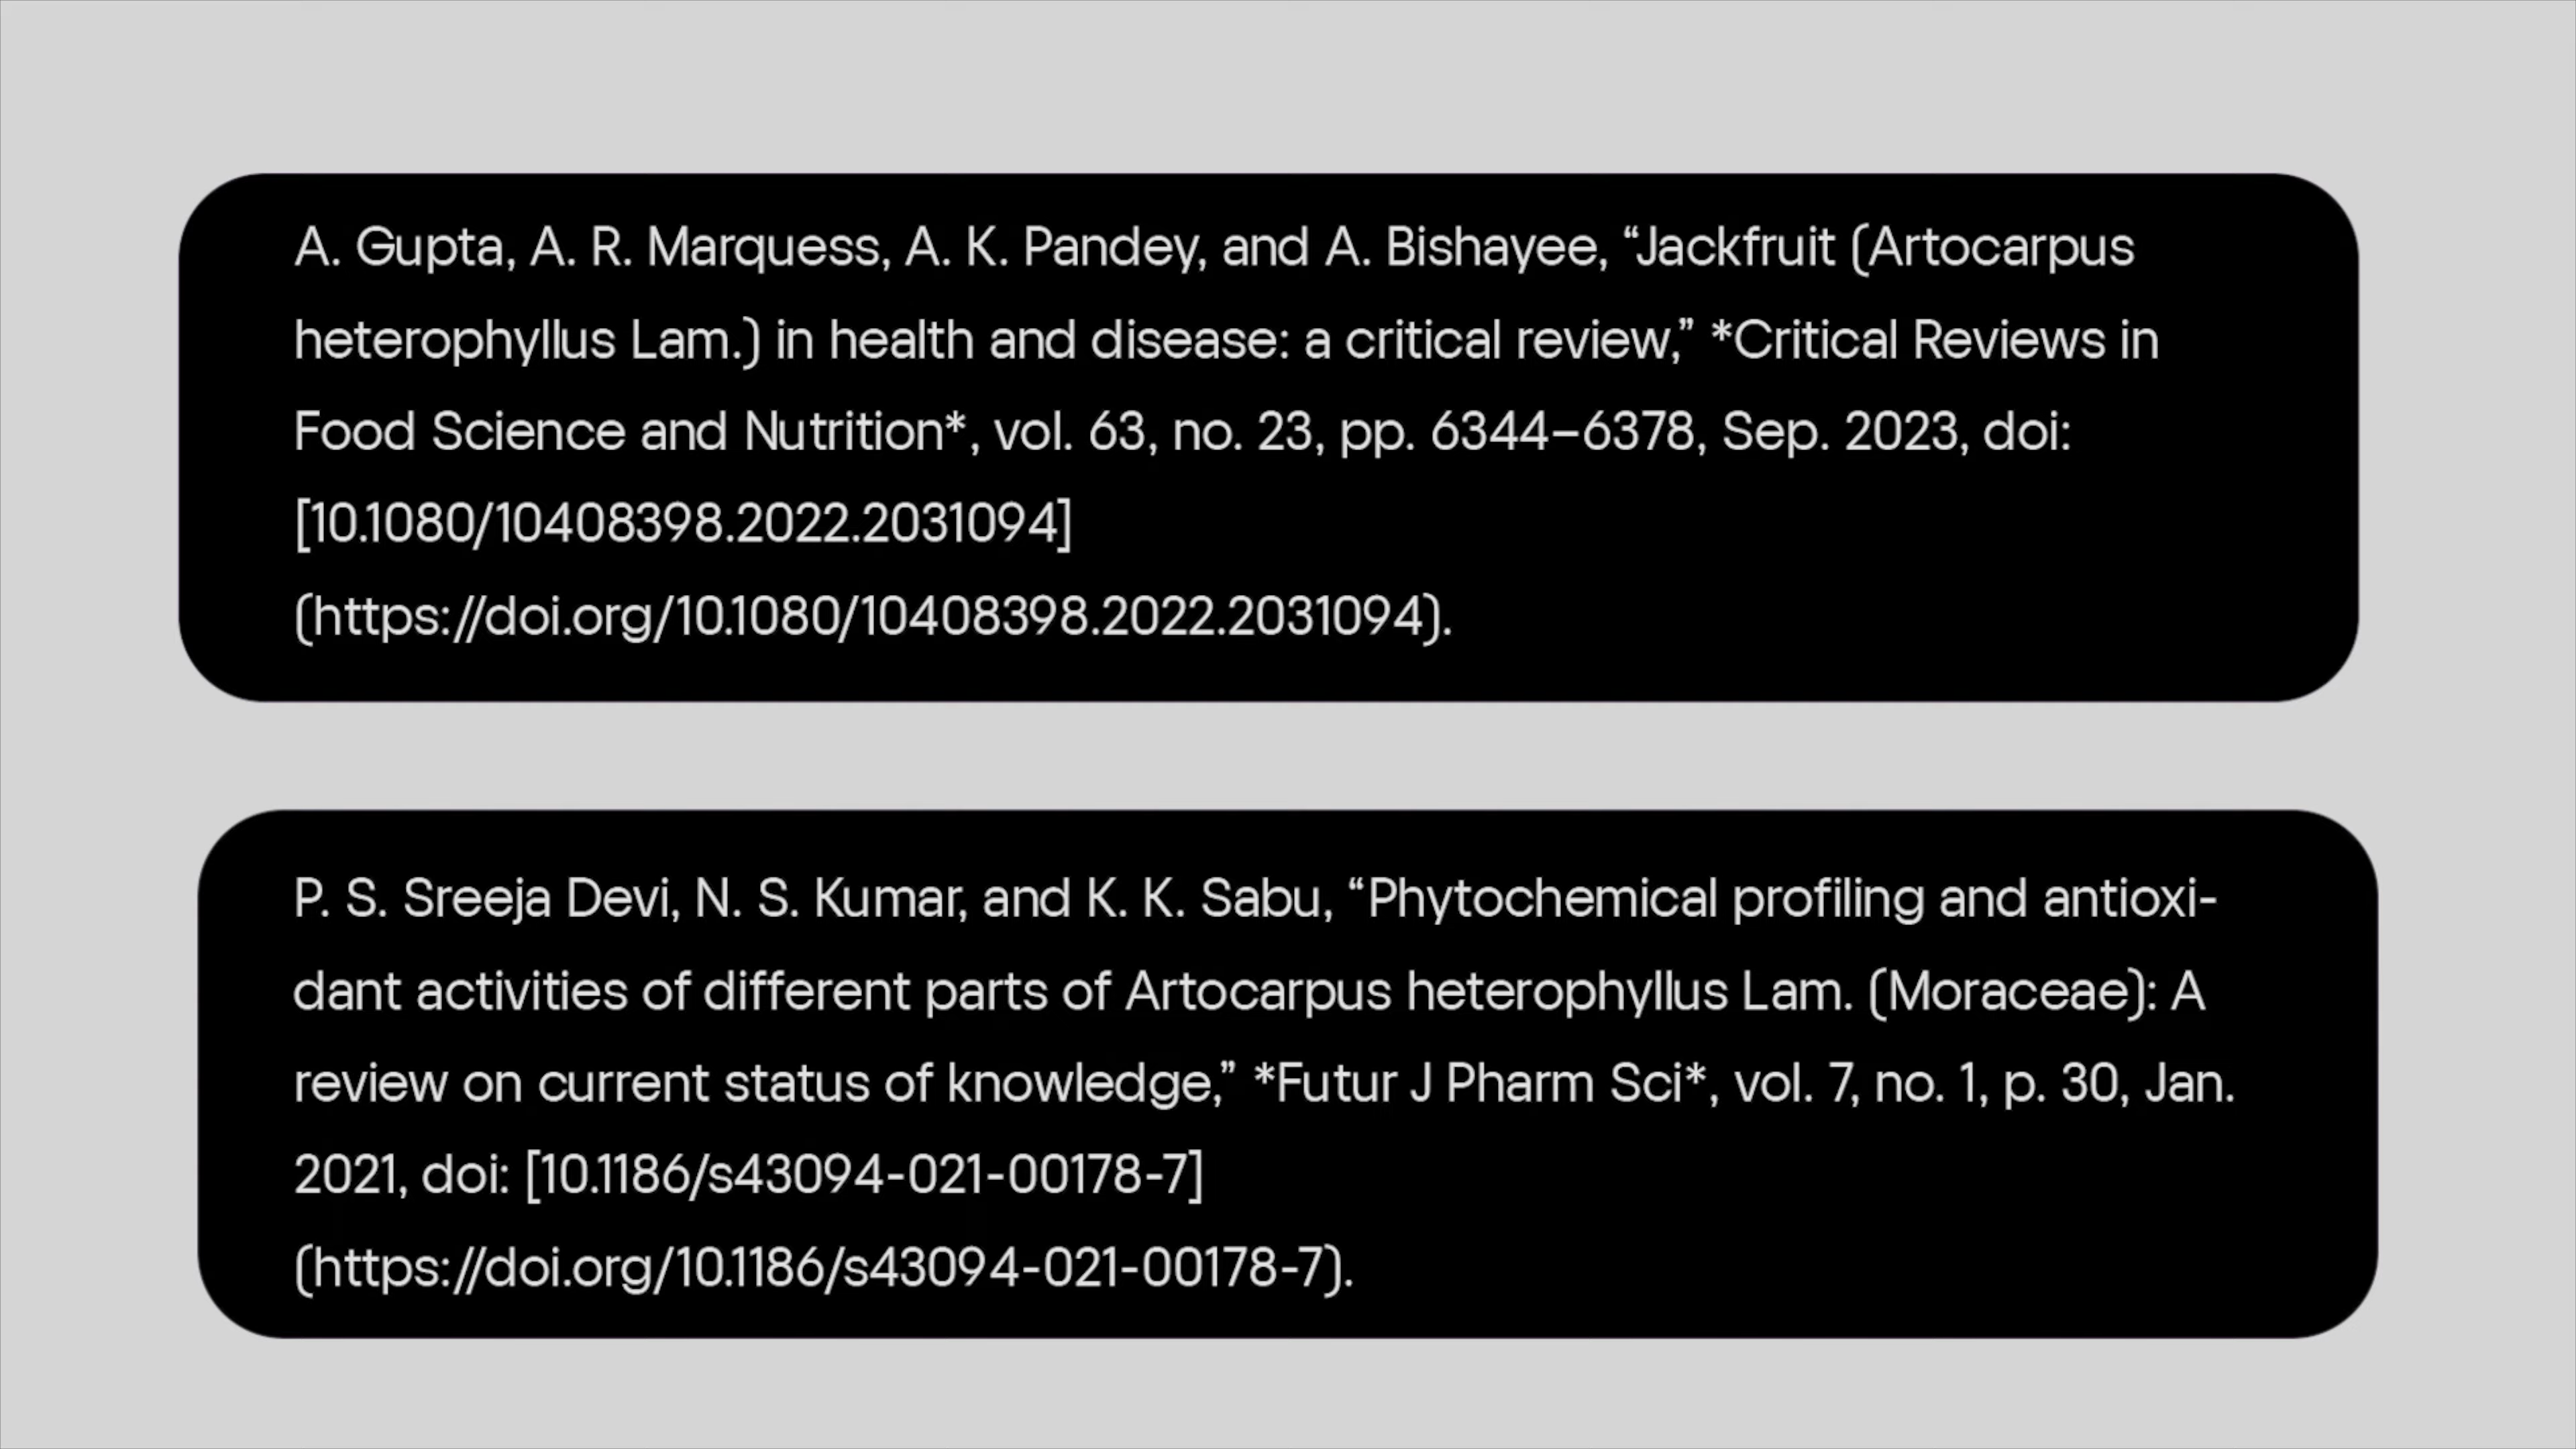 A. Gupta, A. R. Marquess, A. K. Pandey, and A. Bishayee, “Jackfruit (Artocarpus
heterophyllus Lam.) in health and disease: a critical review,” *Critical Reviews in
Food Science and Nutrition*, vol. 63, no. 23, pp. 6344–6378, Sep. 2023, doi:
[10.1080/10408398.2022.2031094]
(https://doi.org/10.1080/10408398.2022.2031094).
P. S. Sreeja Devi, N. S. Kumar, and K. K. Sabu, “Phytochemical profiling and antioxi-
dant activities of different parts of Artocarpus heterophyllus Lam. (Moraceae): A
review on current status of knowledge,” *Futur J Pharm Sci*, vol. 7, no. 1, p. 30, Jan.
2021, doi: [10.1186/s43094-021-00178-7]
(https://doi.org/10.1186/s43094-021-00178-7).